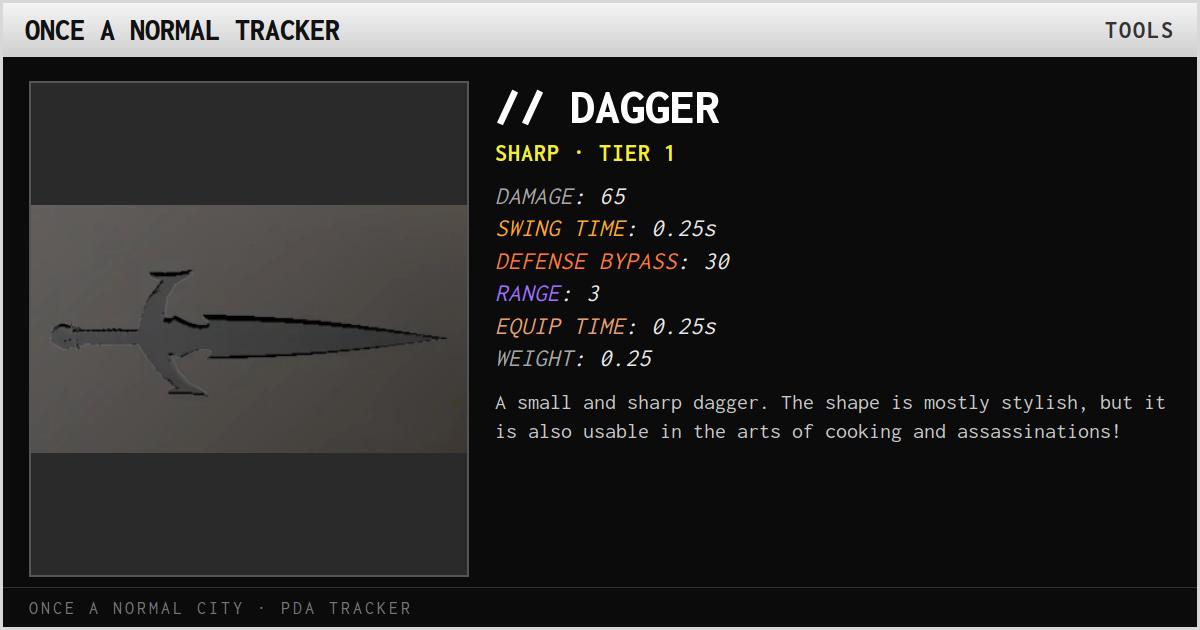 ONCE A NORMAL TRACKER
TOOLS
// DAGGER
SHARP · TIER 1
DAMAGE: 65
SWING TIME: 0.25s
DEFENSE BYPASS: 30
RANGE: 3
EQUIP TIME: 0.25s
WEIGHT: 0.25
A small and sharp dagger. The shape is mostly stylish, but it
is also usable in the arts of cooking and assassinations!
ONCE A NORMAL CITY · PDA TRACKER